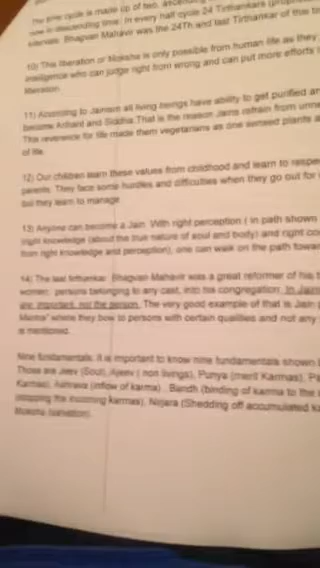 The time cycle is made up of two, ascending
now in descending time. In every half cycle 24 Tirthankars
intervals. Bhagvan Mahavir was the 24Th and last Tirthankar of this
10) This liberation or Moksha is only possible from human life as they
intelligence who can judge right from wrong and can put more efforts
liberation.
11) According to Jainism all living beings have ability to get purified an
become Arihant and Siddha.That is the reason Jains refrain from
This reverence for life made them vegetarians as one sensed plants
of life.
12) Our children learn these values from childhood and learn to respe
parents. They face some hurdles and difficulties when they go out for
but they learn to manage.
13) Anyone can become a Jain. With right perception ( in path shown
right knowledge (about the true nature of soul and body) and right co
from right knowledge and perception), one can walk on the path towa
14) The last tirthankar Bhagvan Mahavir was a great reformer of his
women, persons belonging to any cast, into his congregation. In Jain
are important, not the person. The very good example of that is Jain
Mantra" where they bow to persons with certain qualities and not any
is mentioned.
Nine fundamentals. It is important to know nine fundamentals shown
Those are Jeev (Soul), Ajeev ( non livings), Punya (merit Karmas), Pa
Karmas), Ashrava (inflow of karma) , Bandh (binding of karma to the
stopping the incoming karmas), Nirjara (Shedding off accumulated ka
Moksha (salvation).